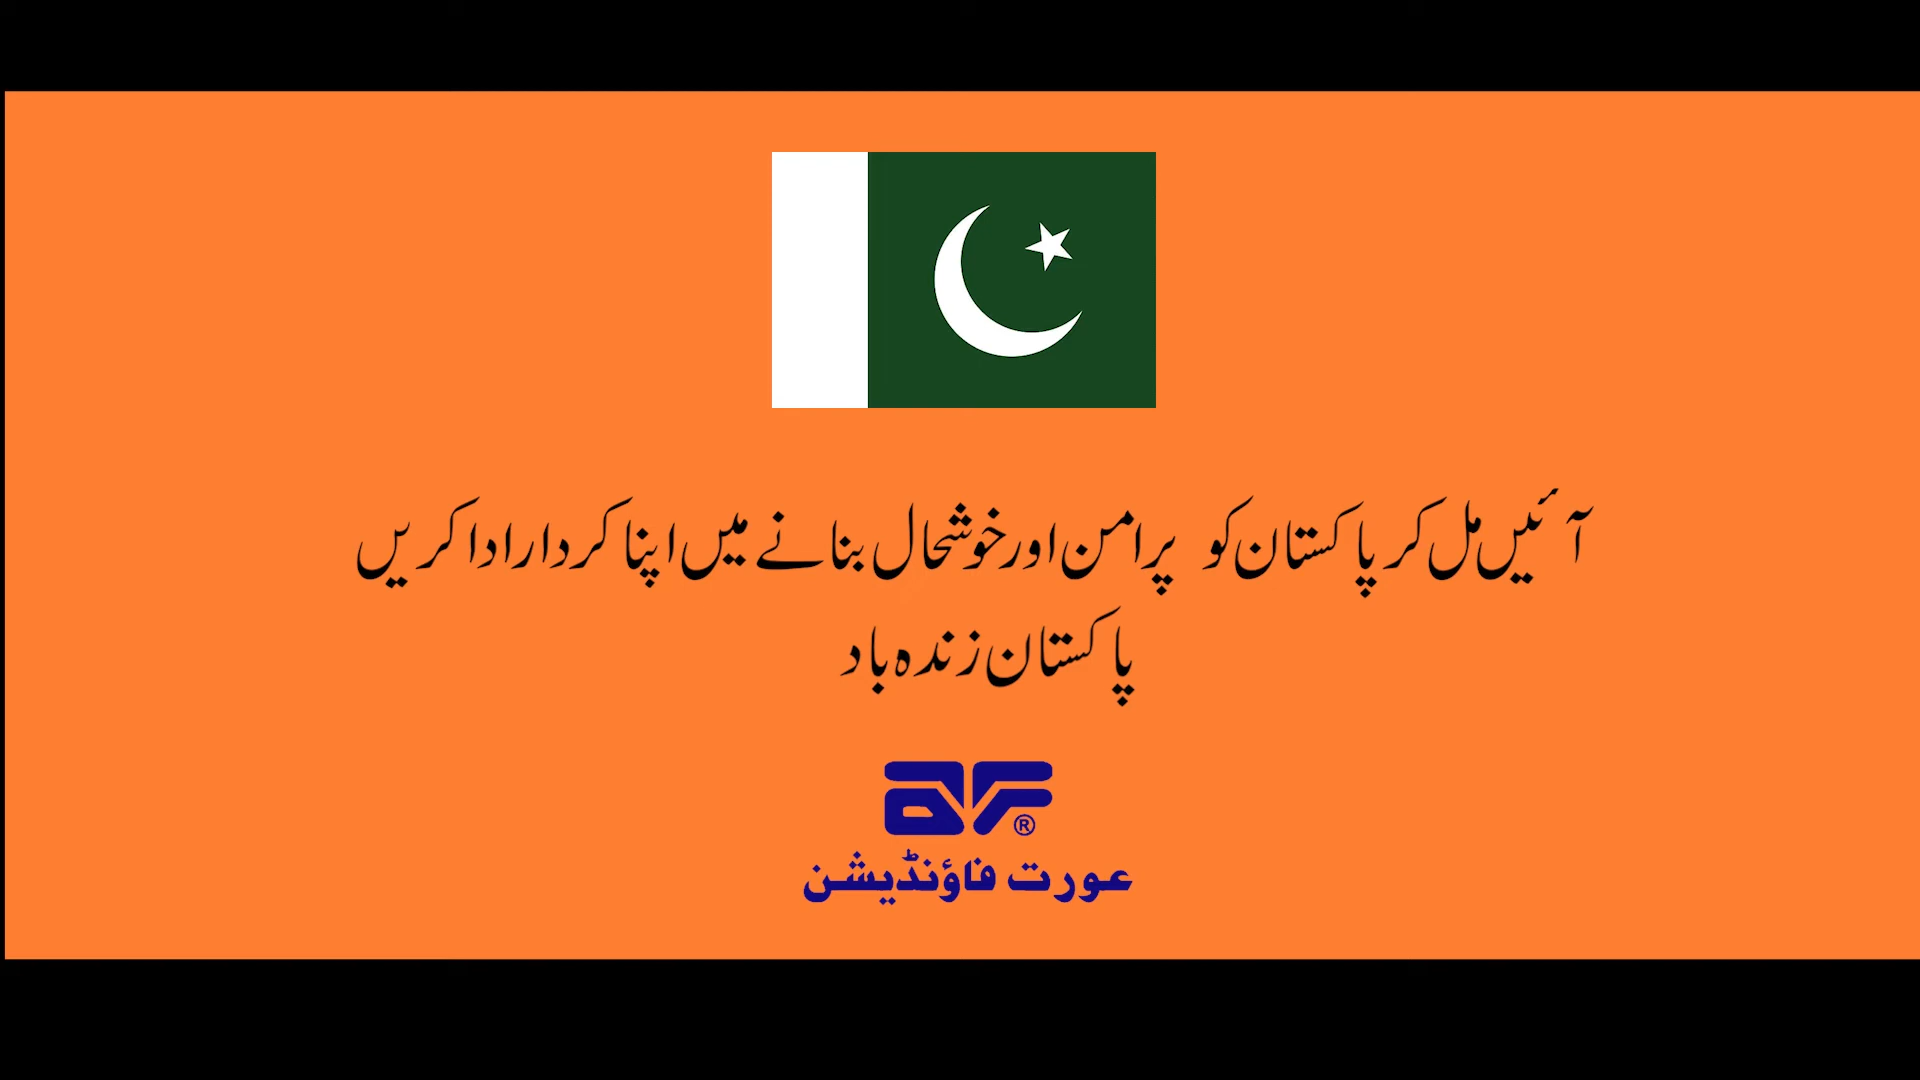 آئیں مل کر پاکستان کو پرامن اور خوشحال بنانے میں اپنا کردار ادا کریں
پاکستان زندہ باد
aF®
عورت فاؤنڈیشن